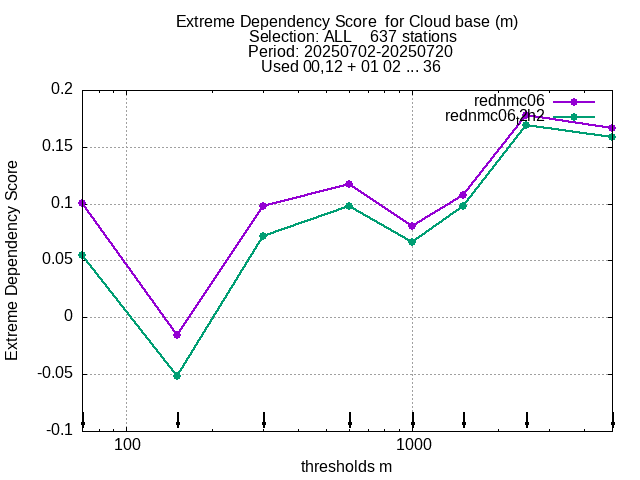 Extreme Dependency Score  for Cloud base (m)
Selection: ALL    637 stations
Period: 20250702-20250720
Used 00,12 + 01 02 ... 36
0.2
0.15
0.1
0.05
0
-0.05
-0.1
Extreme Dependency Score
rednmc06
rednmc06,2h2
100
1000
thresholds m